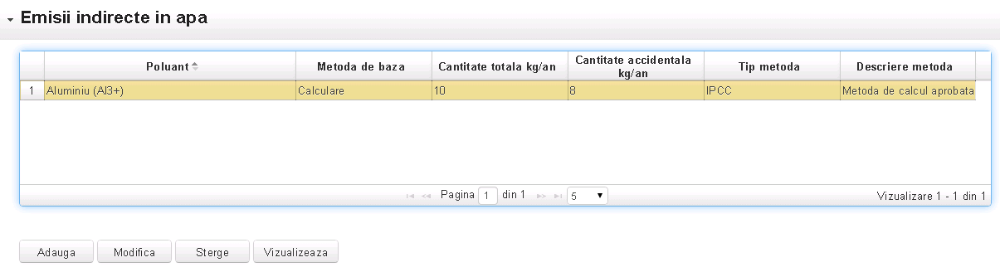 Emisii indirecte in apa
Poluant Metoda de baza Cantitate totala kg/an Cantitate accidentala kg/an Tip metoda Descriere metoda
1 Aluminiu (Al3+) Calculare 10 8 IPCC Metoda de calcul aprobata
Pagina 1 din 1 5 Vizualizare 1 - 1 din 1
Adauga Modifica Sterge Vizualizeaza